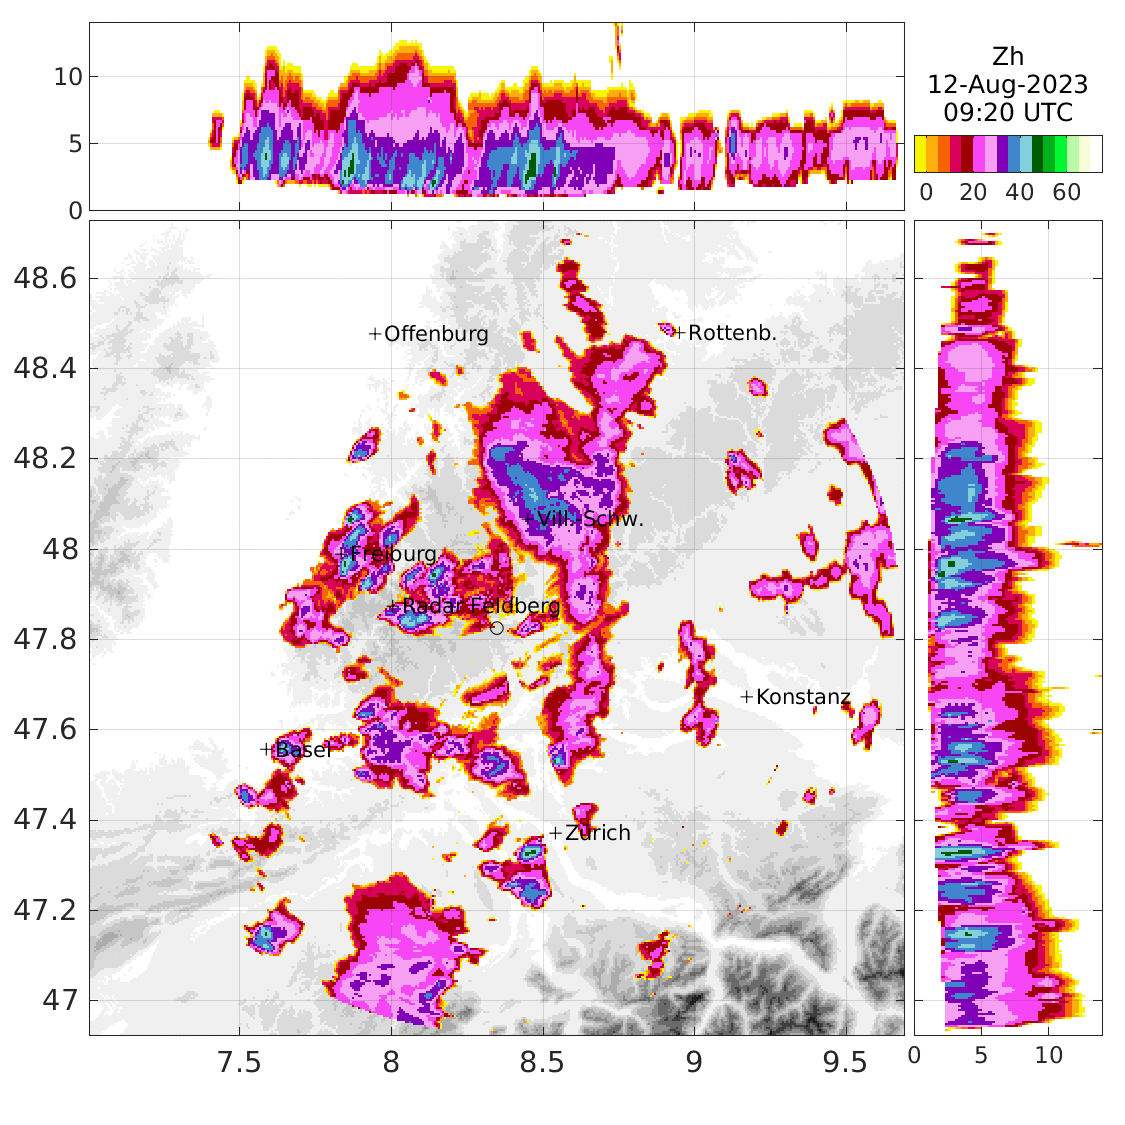 10
5
0
Zh
12-Aug-2023
09:20 UTC
0 20 40 60
48.6
+Offenburg
+Rottenb.
48.4
48.2
Vill.-Schw.
48
+Freiburg
+Radar Feldberg
47.8
+Konstanz
47.6
+Basel
47.4
+Zürich
47.2
47
7.5 8 8.5 9 9.5
0 5 10